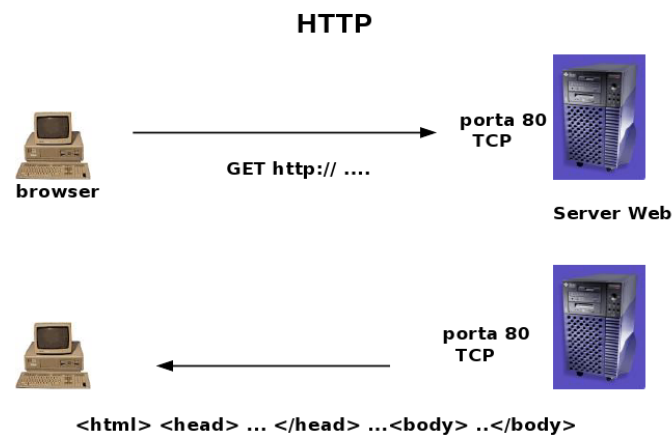 HTTP
porta 80
TCP
GET http:// ....
browser
Server Web
porta 80
TCP
<html> <head> ... </head> ...<body> ..</body>